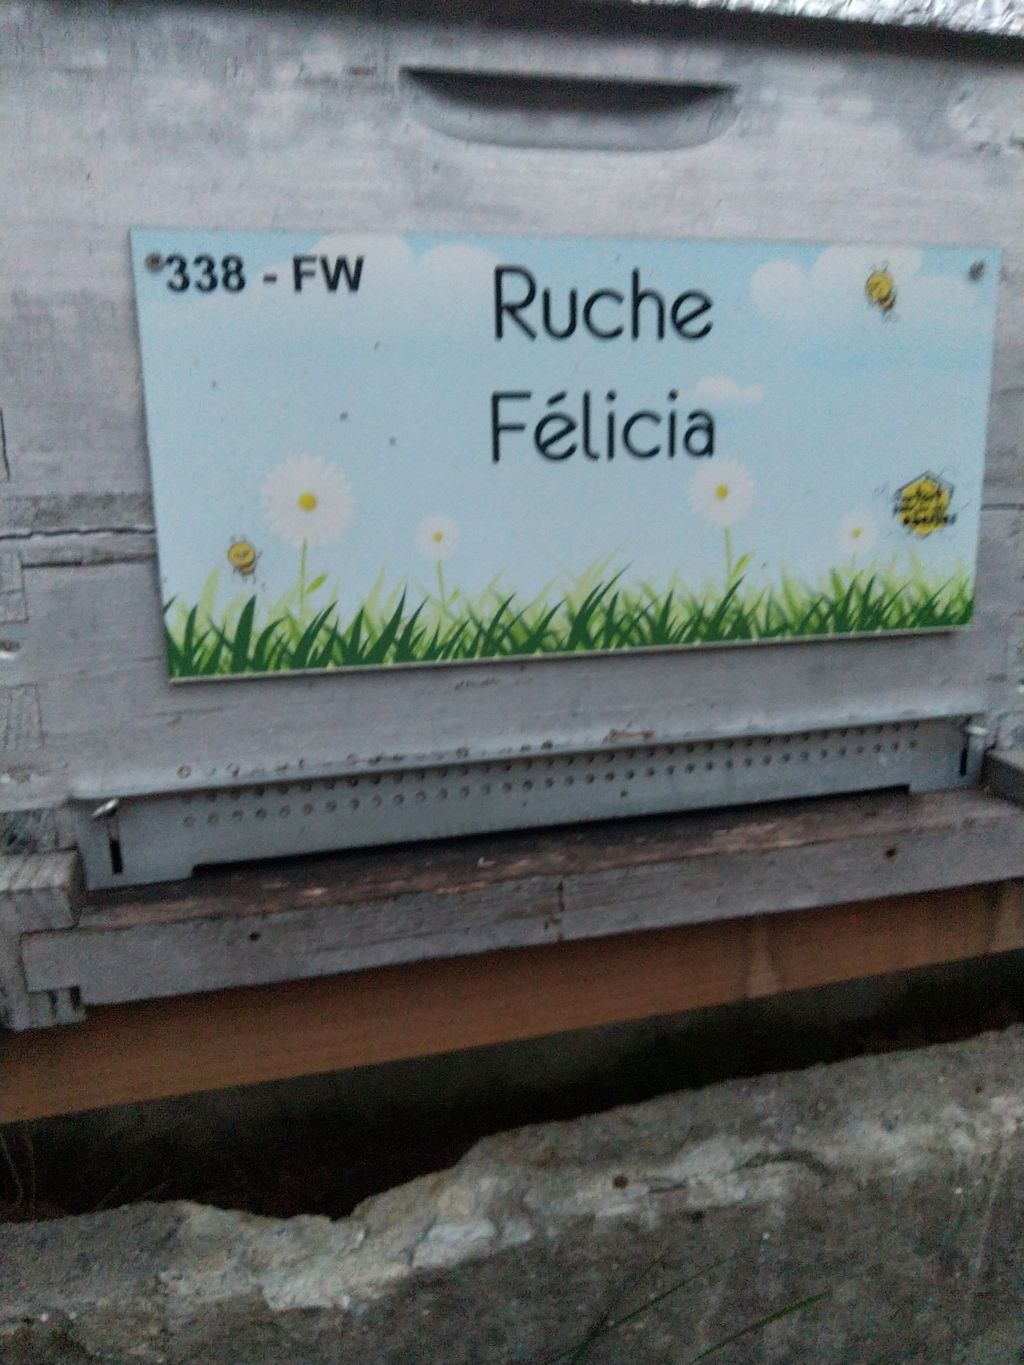 338 - FW
Ruche
Félicia